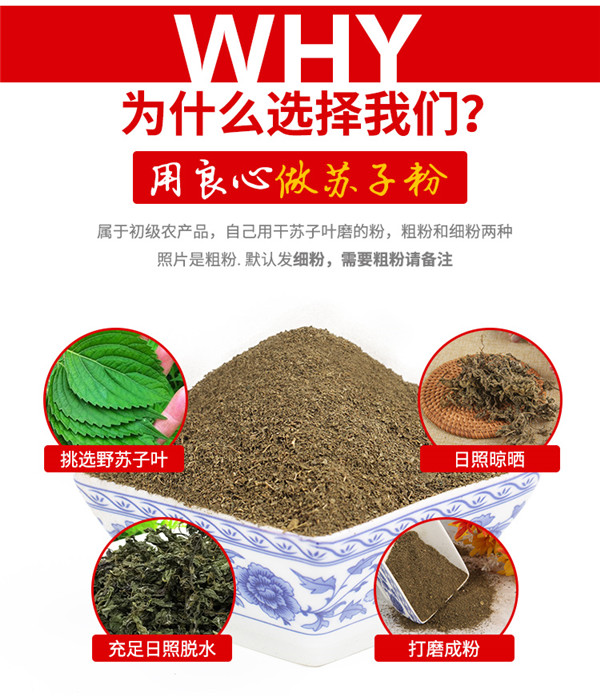 WHY
为什么选择我们?
用良心做苏子粉
属于初级农产品，自己用干苏子叶磨的粉，粗粉和细粉两种
照片是粗粉. 默认发细粉，需要粗粉请备注
挑选野苏子叶
日照晾晒
充足日照脱水
打磨成粉